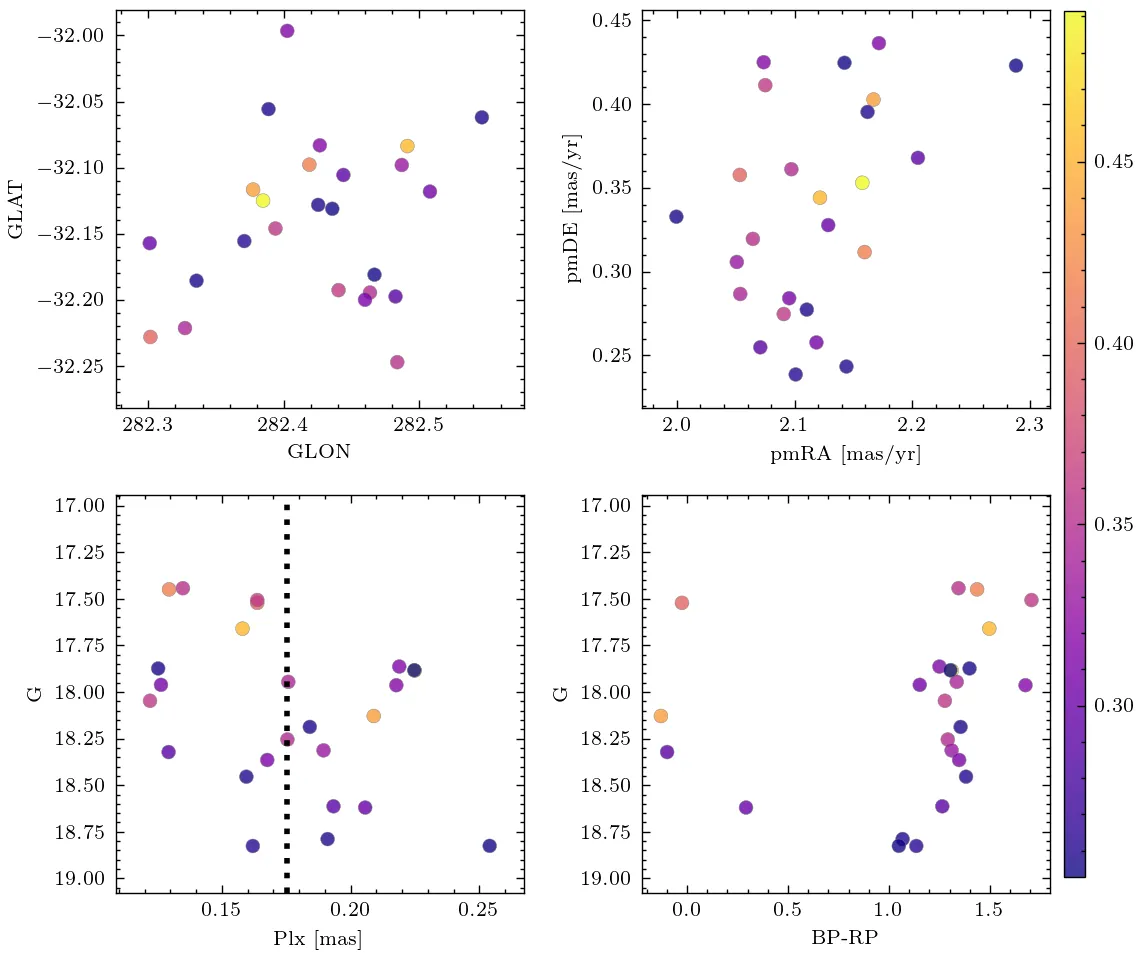 −32.00
−32.05
−32.10
−32.15
−32.20
−32.25
GLAT
282.3 282.4 282.5
GLON
0.45
0.40
0.35
0.30
0.25
pmDE [mas/yr]
2.0 2.1 2.2 2.3
pmRA [mas/yr]
17.00
17.25
17.50
17.75
18.00
18.25
18.50
18.75
19.00
G
0.15 0.20 0.25
Plx [mas]
17.00
17.25
17.50
17.75
18.00
18.25
18.50
18.75
19.00
G
0.0 0.5 1.0 1.5
BP-RP
0.45
0.40
0.35
0.30